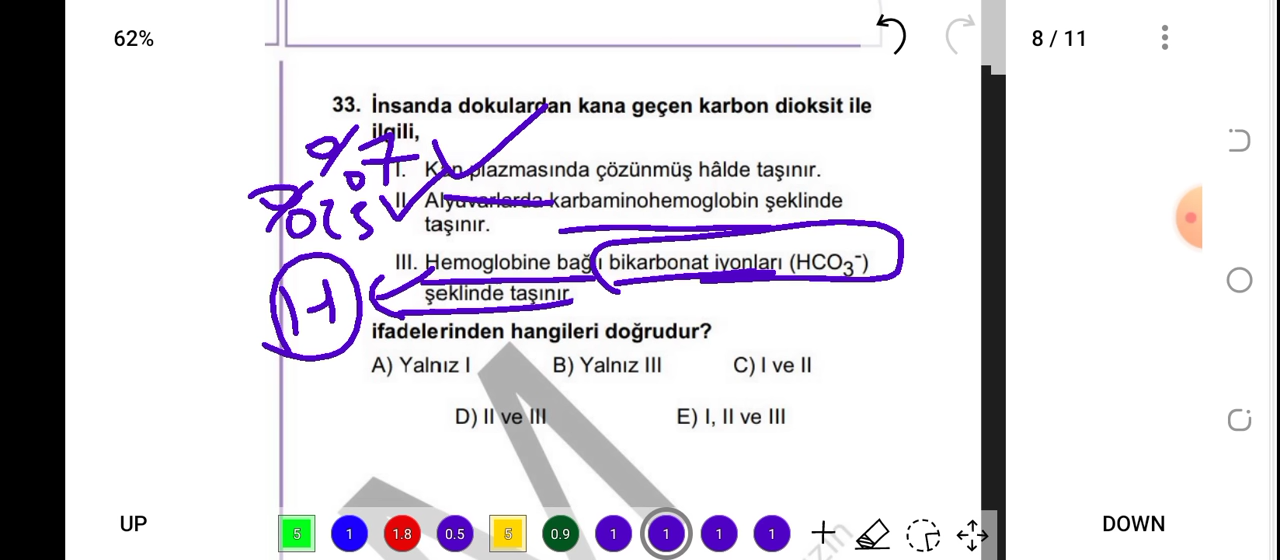 62%
8 / 11
33. İnsanda dokulardan kana geçen karbon dioksit ile
ilgili,
%7
I. Kan plazmasında çözünmüş hâlde taşınır.
II. Alyuvarlarda karbaminohemoglobin şeklinde
%25
taşınır.
III. Hemoglobine bağlı bikarbonat iyonları (HCO3-)
şeklinde taşınır.
H
ifadelerinden hangileri doğrudur?
A) Yalnız I B) Yalnız III C) I ve II
D) II ve III E) I, II ve III
UP
5 1 1.8 0.5 5 0.9 1 1 1 1
DOWN